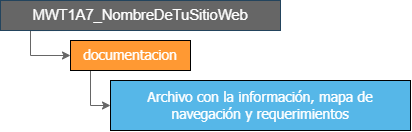 MWT1A7_NombreDeTuSitioWeb
documentacion
Archivo con la información, mapa de
navegación y requerimientos